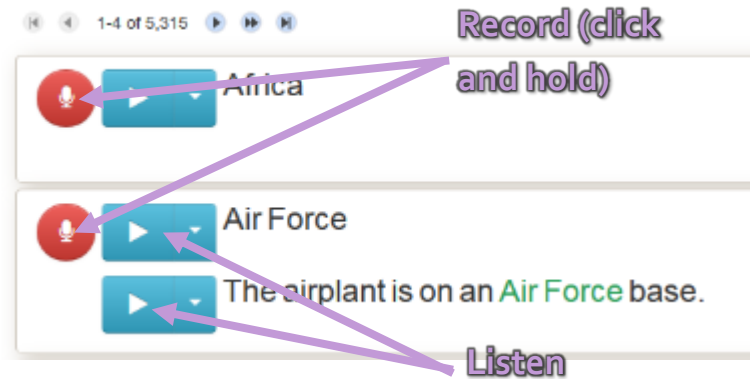 1-4 of 5,315
Record (click
and hold)
Africa
Air Force
The airplant is on an Air Force base.
Listen